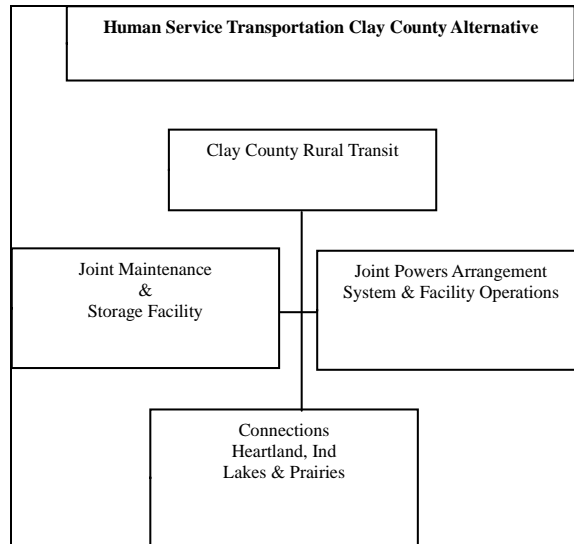 Human Service Transportation Clay County Alternative
Clay County Rural Transit
Joint Maintenance
&
Storage Facility
Joint Powers Arrangement
System & Facility Operations
Connections
Heartland, Ind
Lakes & Prairies